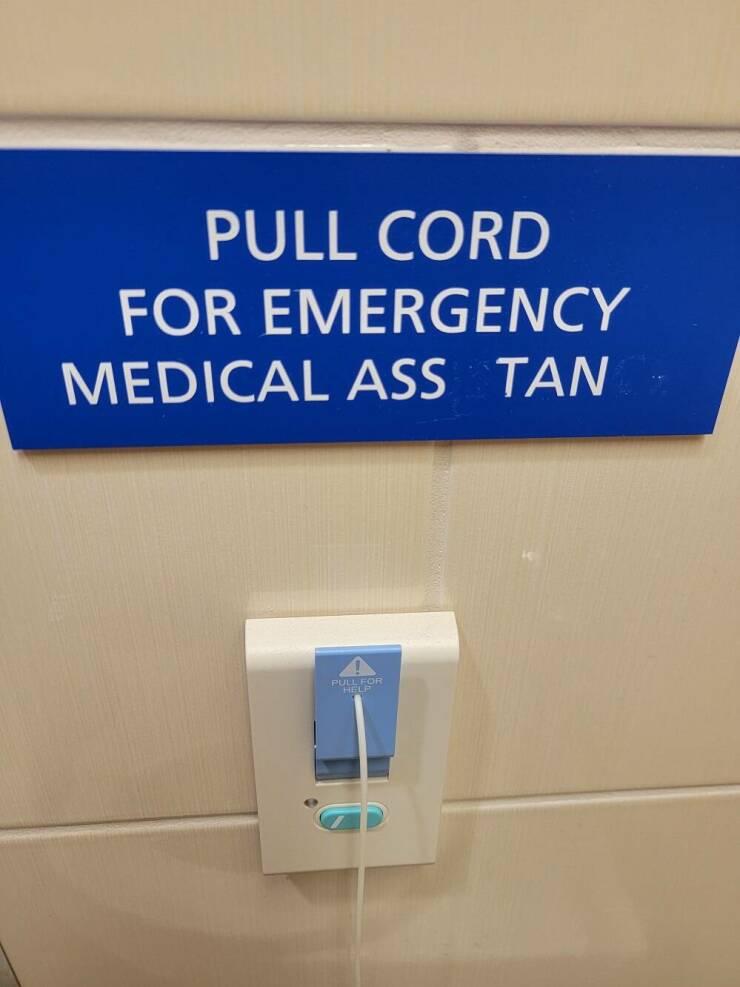 PULL CORD
FOR EMERGENCY
MEDICAL ASS TAN
PULL FOR
HELP